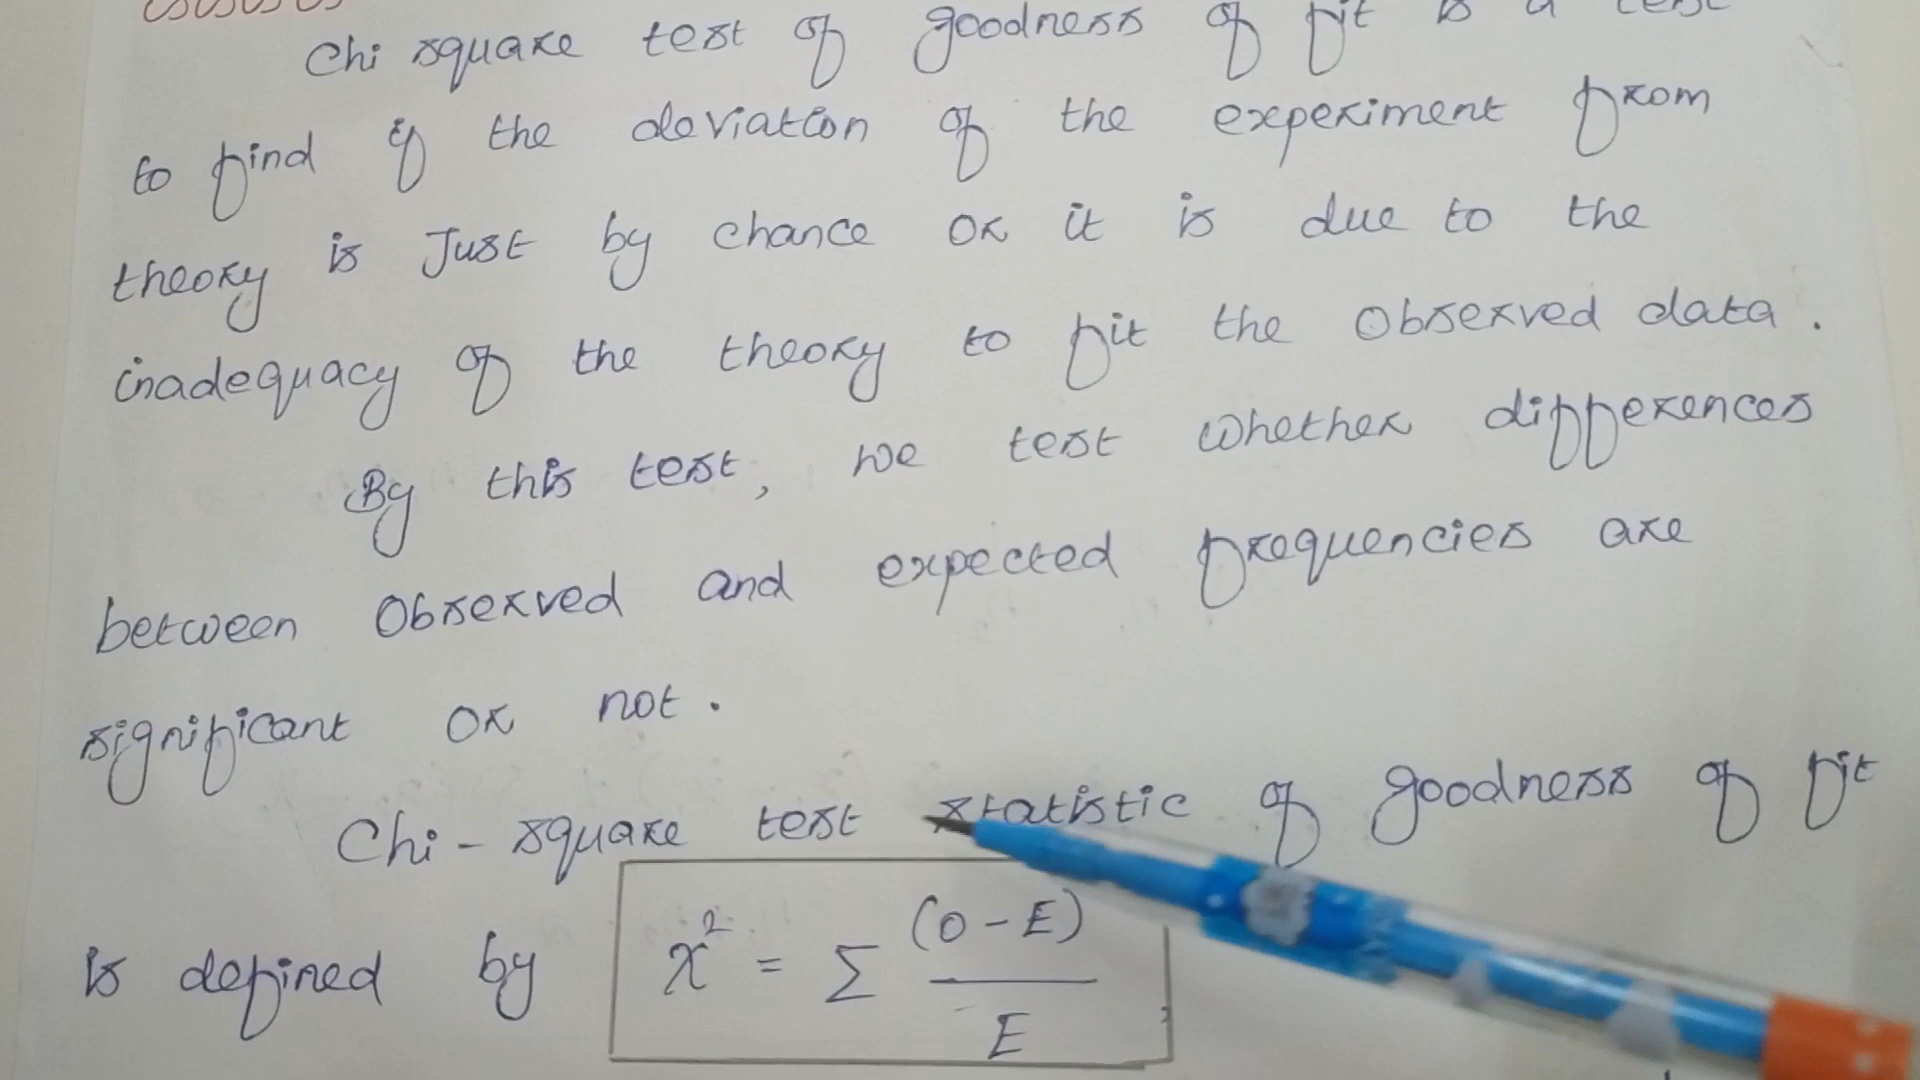 Chi square test of goodness of fit is a test
to find if the deviation of the experiment from
theory is Just by chance or it is due to the
inadequacy of the theory to fit the Observed data.
By this test, we test whether differences
between Observed and expected frequencies are
significant or not.
Chi-square test statistic of goodness of fit
is defined by χ² = Σ (O-E) / E ;